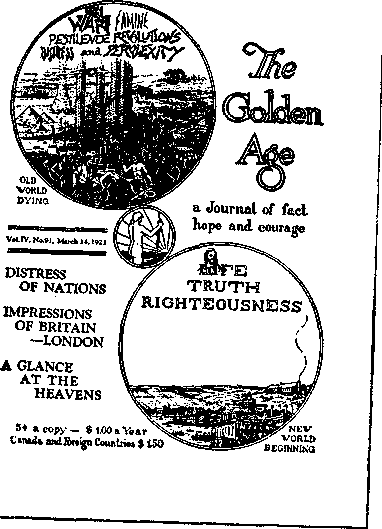 WAR FAMINE
PESTILENCE REVOLUTIONS
DISTRESS and PERPLEXITY
The
Golden
Age
OLD
WORLD
DYING
a Journal of fact
hope and courage
Vol. IV, No. 91, March 14, 1923
DISTRESS
OF NATIONS
IMPRESSIONS
OF BRITAIN
—LONDON
A GLANCE
AT THE
HEAVENS
LIFE
TRUTH
RIGHTEOUSNESS
5¢ a copy — $1.00 a Year
Canada and Foreign Countries $1.50
NEW
WORLD
BEGINNING